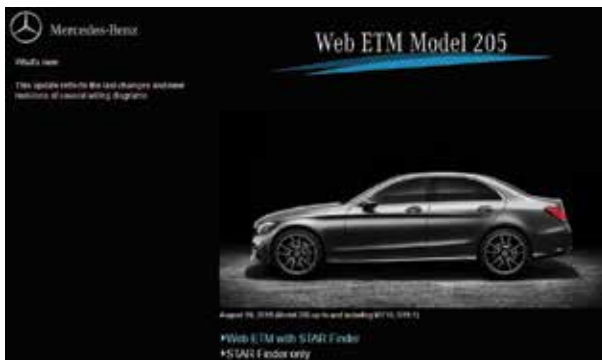 Mercedes-Benz
Web ETM Model 205
What's new
This update reflects the last changes and new
revisions of several wiring diagrams
Web ETM with STAR Finder
STAR Finder only